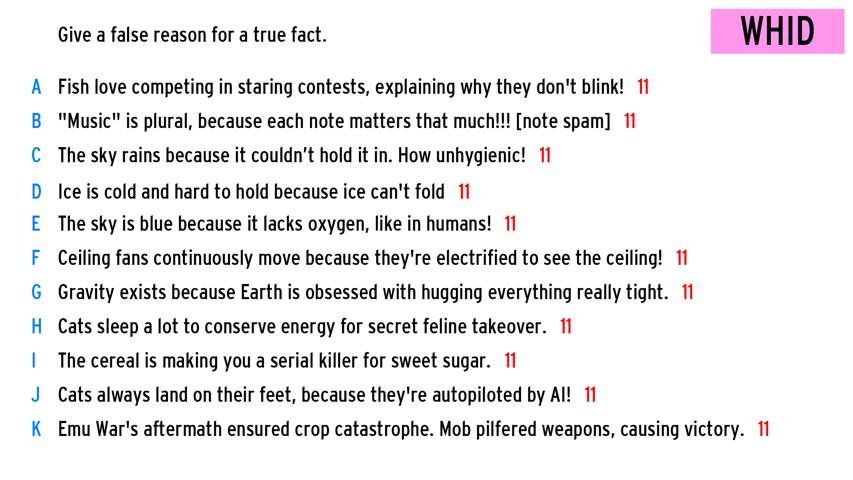 Give a false reason for a true fact.
WHID
A Fish love competing in staring contests, explaining why they don't blink! 11
B "Music" is plural, because each note matters that much!!! [note spam] 11
C The sky rains because it couldn’t hold it in. How unhygienic! 11
D Ice is cold and hard to hold because ice can't fold 11
E The sky is blue because it lacks oxygen, like in humans! 11
F Ceiling fans continuously move because they're electrified to see the ceiling! 11
G Gravity exists because Earth is obsessed with hugging everything really tight. 11
H Cats sleep a lot to conserve energy for secret feline takeover. 11
I The cereal is making you a serial killer for sweet sugar. 11
J Cats always land on their feet, because they're autopiloted by AI! 11
K Emu War's aftermath ensured crop catastrophe. Mob pilfered weapons, causing victory. 11